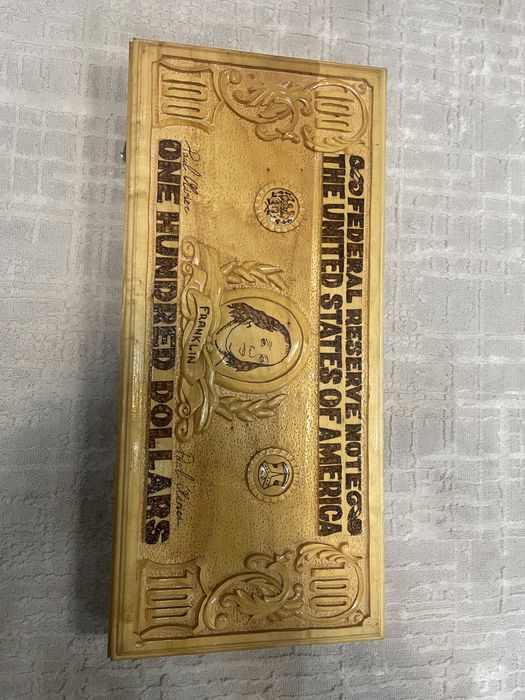 100
100
FEDERAL RESERVE NOTE
THE UNITED STATES OF AMERICA
FRANKLIN
ONE HUNDRED DOLLARS
100
100